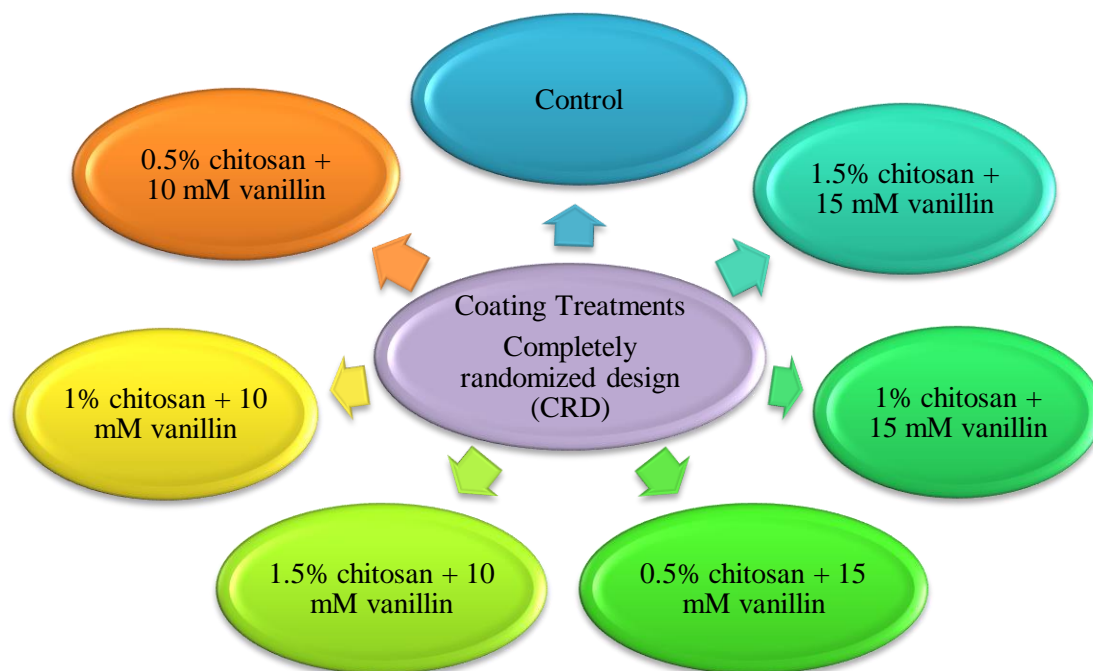 Control
0.5% chitosan +
10 mM vanillin
1.5% chitosan +
15 mM vanillin
Coating Treatments
Completely
randomized design
(CRD)
1% chitosan + 10
mM vanillin
1% chitosan +
15 mM vanillin
1.5% chitosan + 10
mM vanillin
0.5% chitosan + 15
mM vanillin